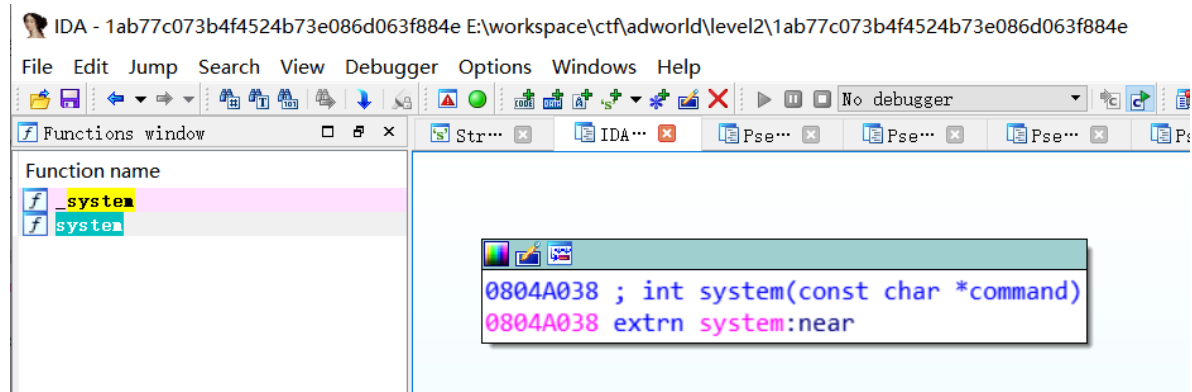 IDA - 1ab77c073b4f4524b73e086d063f884e E:\workspace\ctf\adworld\level2\1ab77c073b4f4524b73e086d063f884e
File Edit Jump Search View Debugger Options Windows Help
No debugger
Functions window
Str… IDA… Pse… Pse… Pse… Ps
Function name
_system
system
0804A038 ; int system(const char *command)
0804A038 extrn system:near